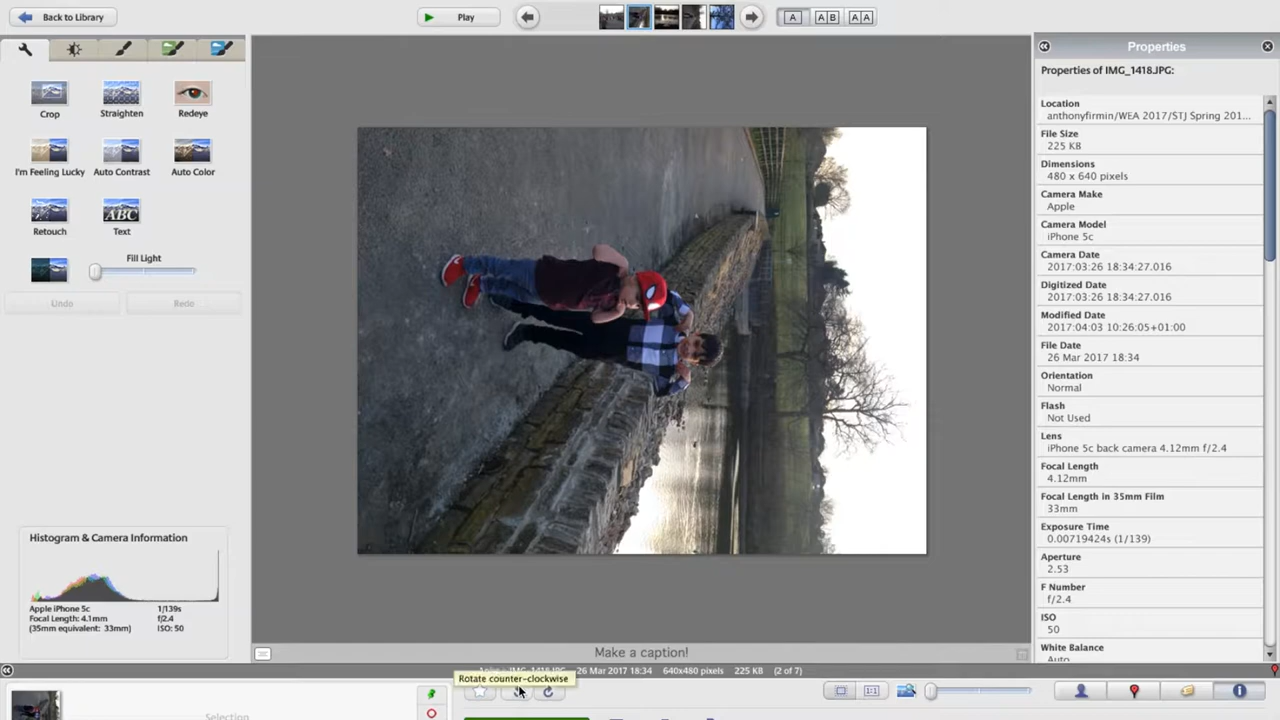 Back to Library
Play
A
A B
A A
Properties
Crop
Straighten
Redeye
I'm Feeling Lucky
Auto Contrast
Auto Color
Retouch
ABC
Text
Fill Light
Undo
Redo
Histogram & Camera Information
Apple iPhone 5c
1/139s
Focal Length: 4.1mm
f/2.4
(35mm equivalent: 33mm)
ISO: 50
Make a caption!
IMG_1418.JPG
26 Mar 2017 18:34
640x480 pixels
225 KB
(2 of 7)
Rotate counter-clockwise
Selection
1:1
Properties of IMG_1418.JPG:
Location
anthonyfirmin/WEA 2017/STJ Spring 201...
File Size
225 KB
Dimensions
480 x 640 pixels
Camera Make
Apple
Camera Model
iPhone 5c
Camera Date
2017:03:26 18:34:27.016
Digitized Date
2017:03:26 18:34:27.016
Modified Date
2017:04:03 10:26:05+01:00
File Date
26 Mar 2017 18:34
Orientation
Normal
Flash
Not Used
Lens
iPhone 5c back camera 4.12mm f/2.4
Focal Length
4.12mm
Focal Length in 35mm Film
33mm
Exposure Time
0.00719424s (1/139)
Aperture
2.53
F Number
f/2.4
ISO
50
White Balance
Auto